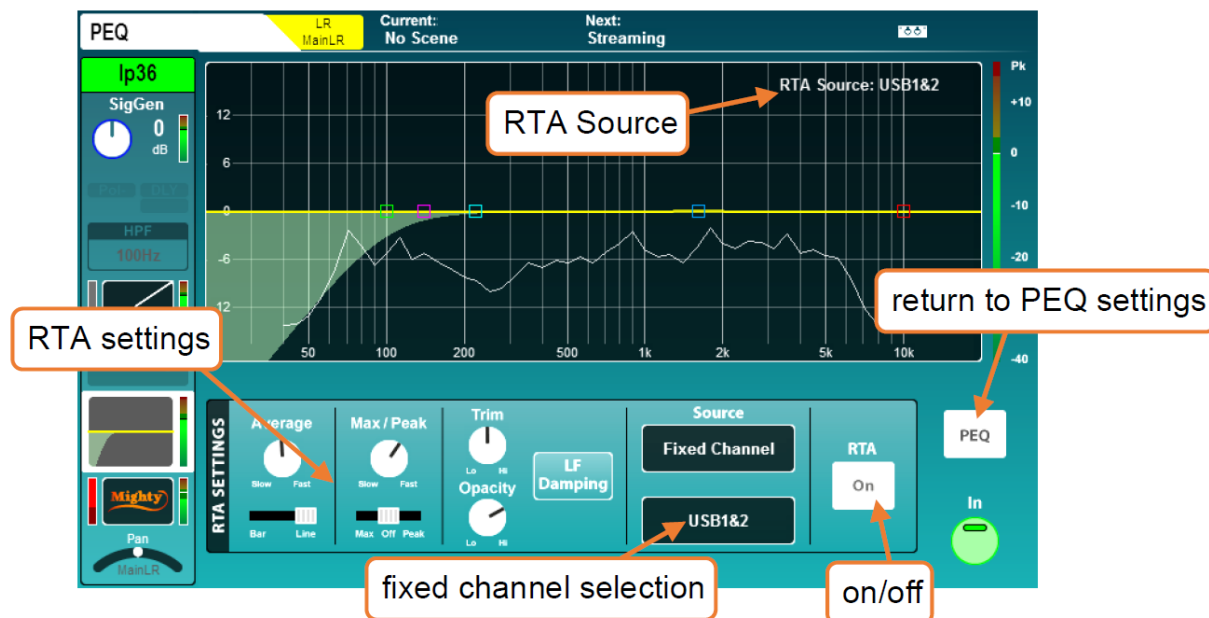 PEQ
LR
MainLR
Current:
No Scene
Next:
Streaming
Ip36
SigGen
0
dB
Pol-
DLY
HPF
100Hz
RTA Source: USB1&2
RTA Source
12
6
0
-6
12
50
100
200
500
1k
2k
5k
10k
Pk
+10
0
-10
-20
-40
RTA settings
return to PEQ settings
RTA SETTINGS
Average
Slow
Fast
Bar
Line
Max / Peak
Slow
Fast
Max
Off
Peak
Trim
Lo
Hi
Opacity
Lo
Hi
LF
Damping
Source
Fixed Channel
USB1&2
RTA
On
PEQ
In
Mighty
Pan
MainLR
fixed channel selection
on/off